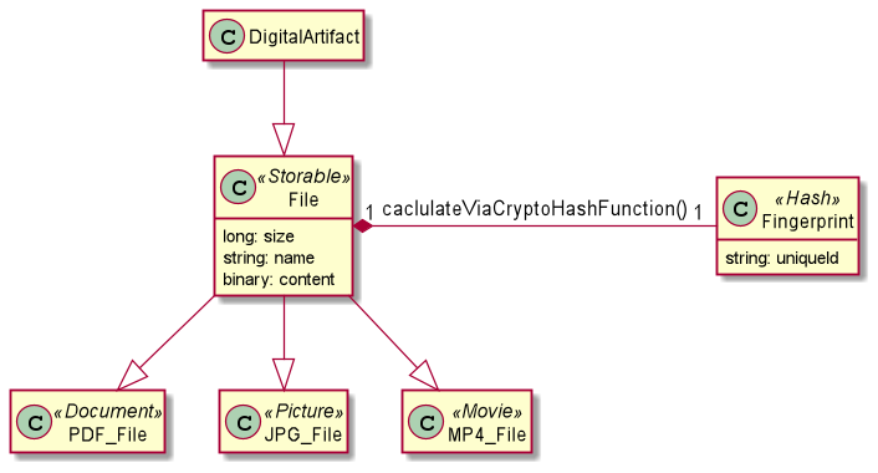 C DigitalArtifact
C «Storable»
File
long: size
string: name
binary: content
1 caclulateViaCryptoHashFunction() 1
C «Hash»
Fingerprint
string: uniqueId
C «Document»
PDF_File
C «Picture»
JPG_File
C «Movie»
MP4_File